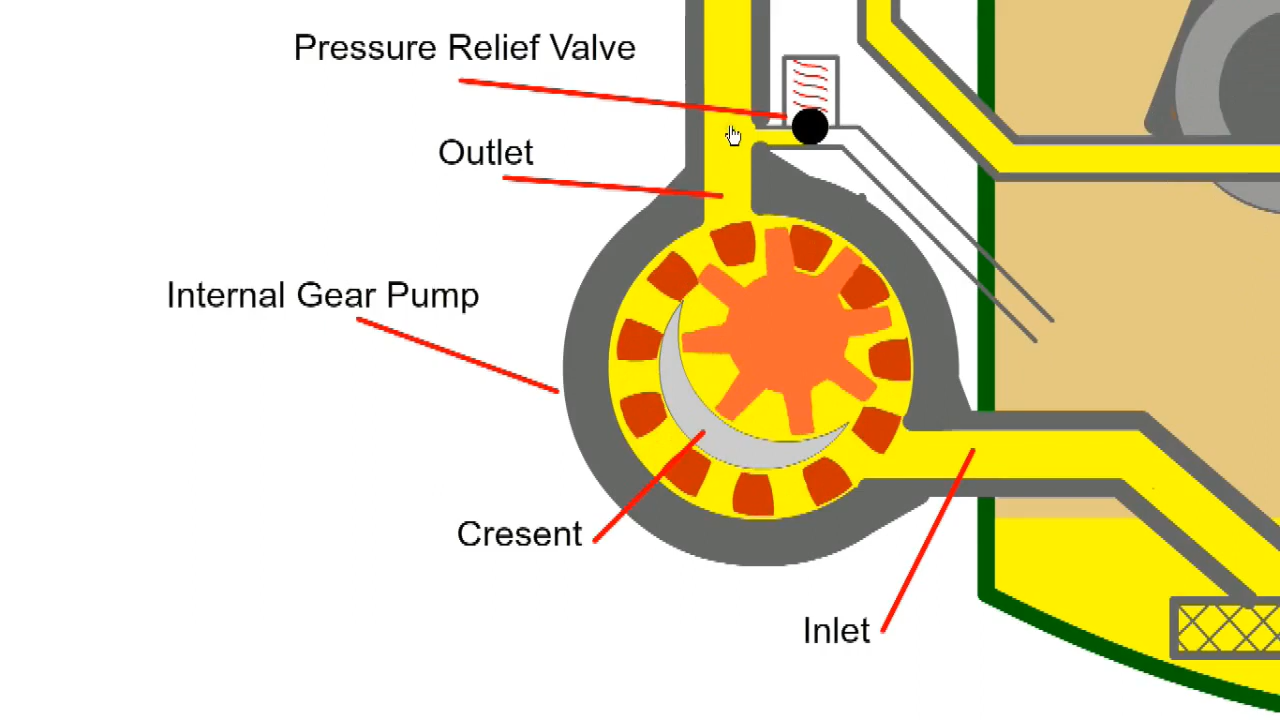 Pressure Relief Valve
Outlet
Internal Gear Pump
Cresent
Inlet